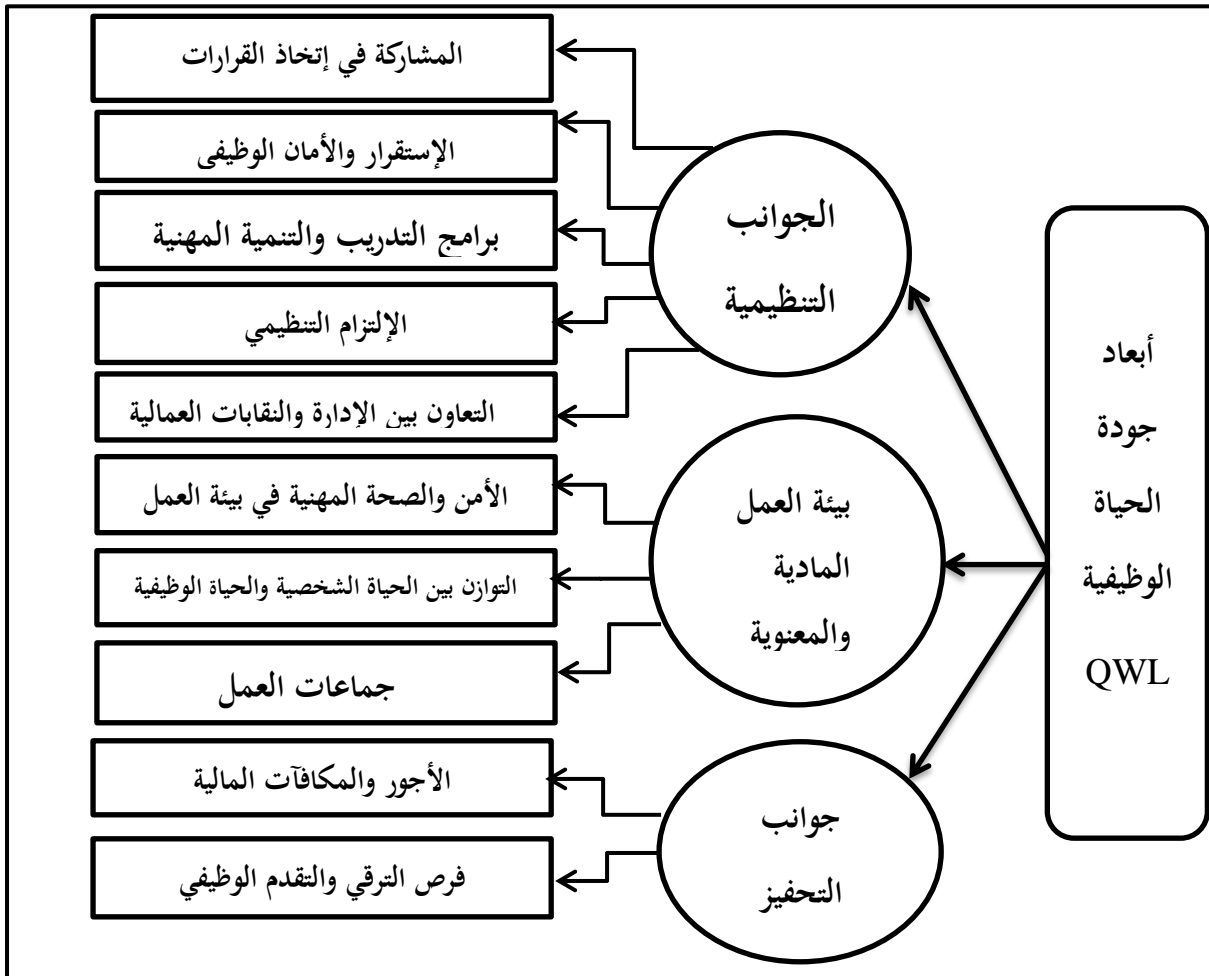 أبعاد
جودة
الحياة
الوظيفية
QWL
الجوانب
التنظيمية
المشاركة في إتخاذ القرارات
الإستقرار والأمان الوظيفى
برامج التدريب والتنمية المهنية
الإلتزام التنظيمي
التعاون بين الإدارة والنقابات العمالية
بيئة العمل
المادية
والمعنوية
الأمن والصحة المهنية في بيئة العمل
التوازن بين الحياة الشخصية والحياة الوظيفية
جماعات العمل
جوانب
التحفيز
الأجور والمكافآت المالية
فرص الترقي والتقدم الوظيفي